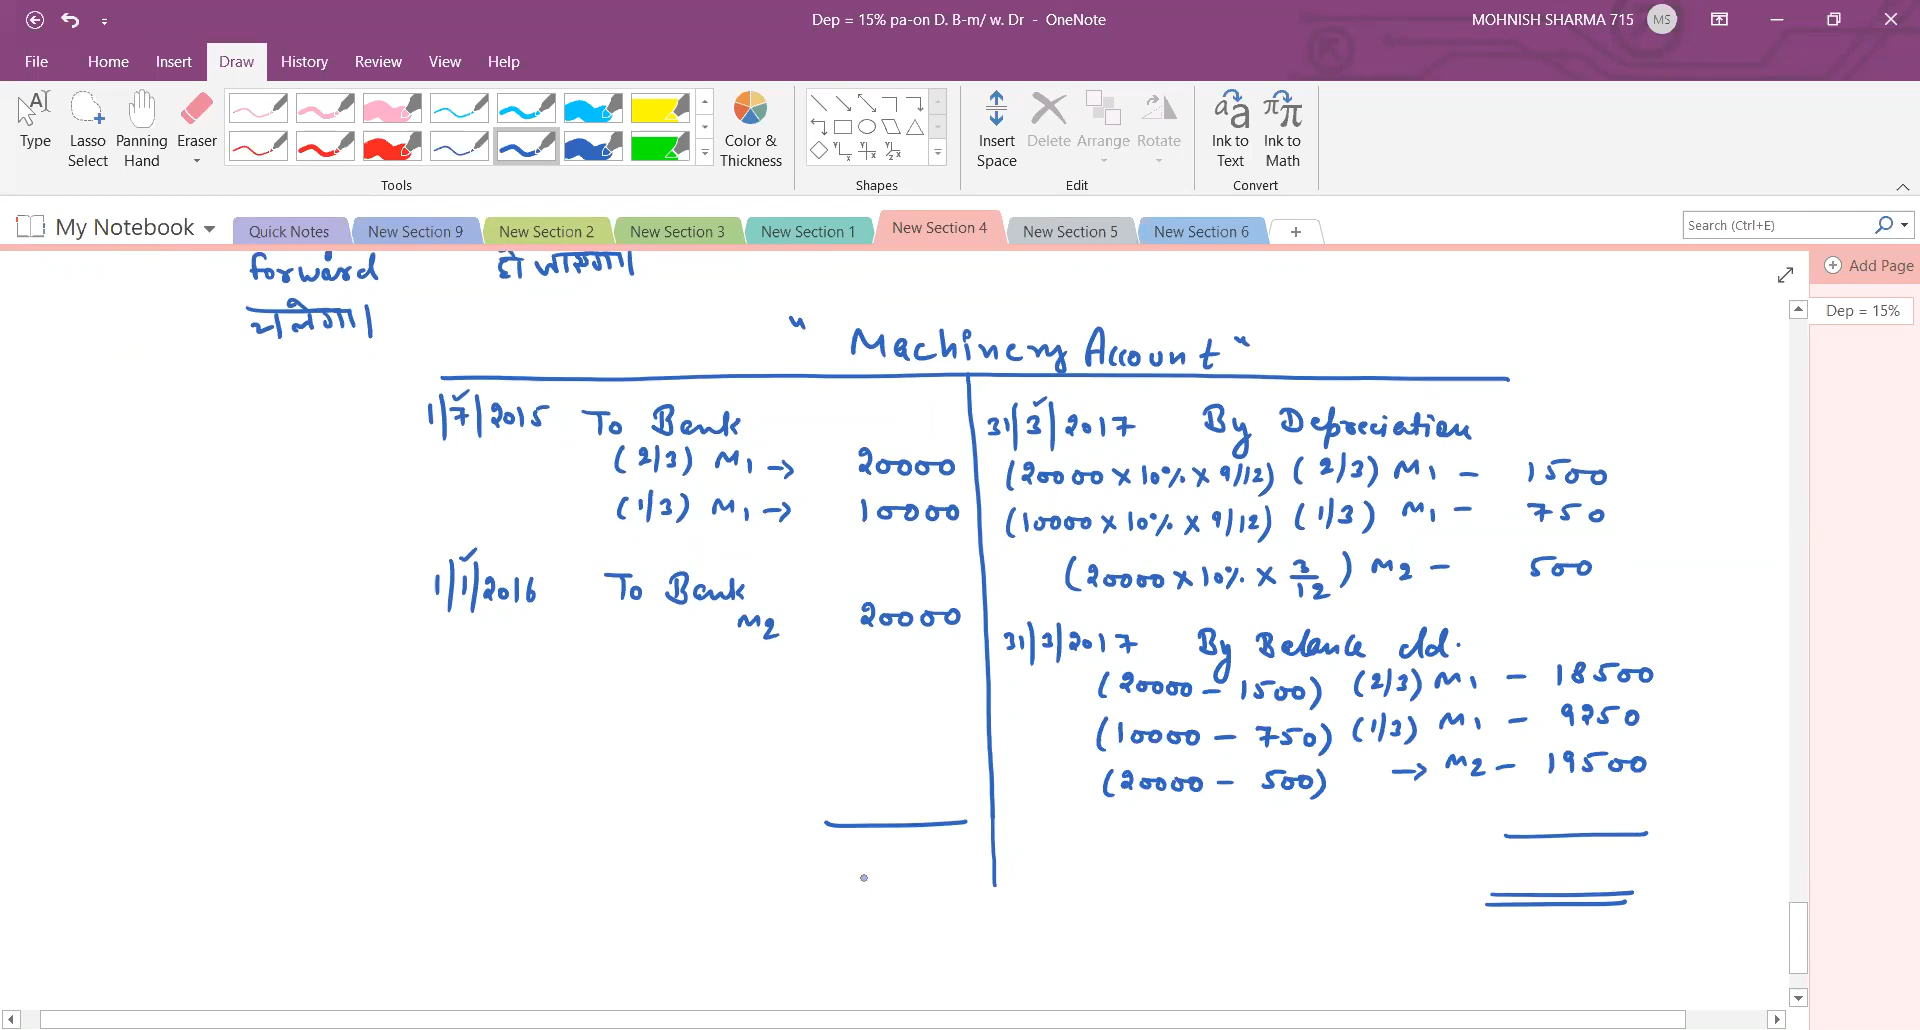 Dep = 15% pa-on D. B-m/ w. Dr - OneNote
MOHNISH SHARMA 715 MS
File Home Insert Draw History Review View Help
Type
Lasso Select
Panning Hand
Eraser
Color & Thickness
Insert Space
Delete
Arrange
Rotate
Ink to Text
Ink to Math
Tools Shapes Edit Convert
My Notebook Quick Notes New Section 9 New Section 2 New Section 3 New Section 1 New Section 4 New Section 5 New Section 6 +
Search (Ctrl+E)
Add Page
Dep = 15%
forward
हो जाएगा।
चलेगा।
" Machinery Account "
1/7/2015 To Bank
(2/3) M1 → 20000
(1/3) M1 → 10000
1/1/2016 To Bank
M2 20000
31/3/2017 By Depreciation
(20000 × 10% × 9/12) (2/3) M1 - 1500
(10000 × 10% × 9/12) (1/3) M1 - 750
(20000 × 10% × 3/12) M2 - 500
31/3/2017 By Balance c/d.
(20000 - 1500) (2/3) M1 - 18500
(10000 - 750) (1/3) M1 - 9250
(20000 - 500) → M2 - 19500